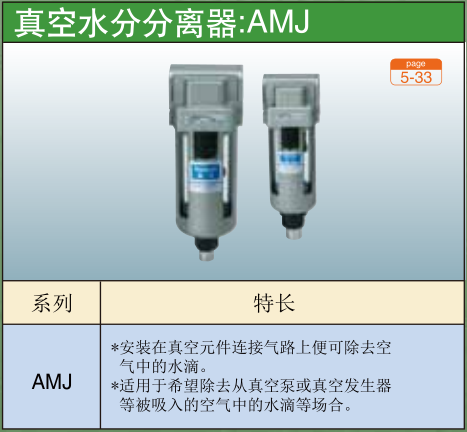 真空水分分离器:AMJ
page
5-33
系列
特长
AMJ
*安装在真空元件连接气路上便可除去空
气中的水滴。
*适用于希望除去从真空泵或真空发生器
等被吸入的空气中的水滴等场合。